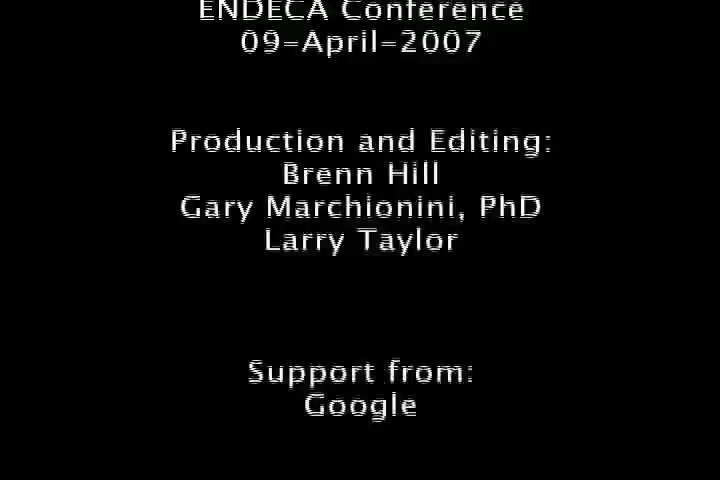 ENDECA Conference
09-April-2007
Production and Editing:
Brenn Hill
Gary Marchionini, PhD
Larry Taylor
Support from:
Google